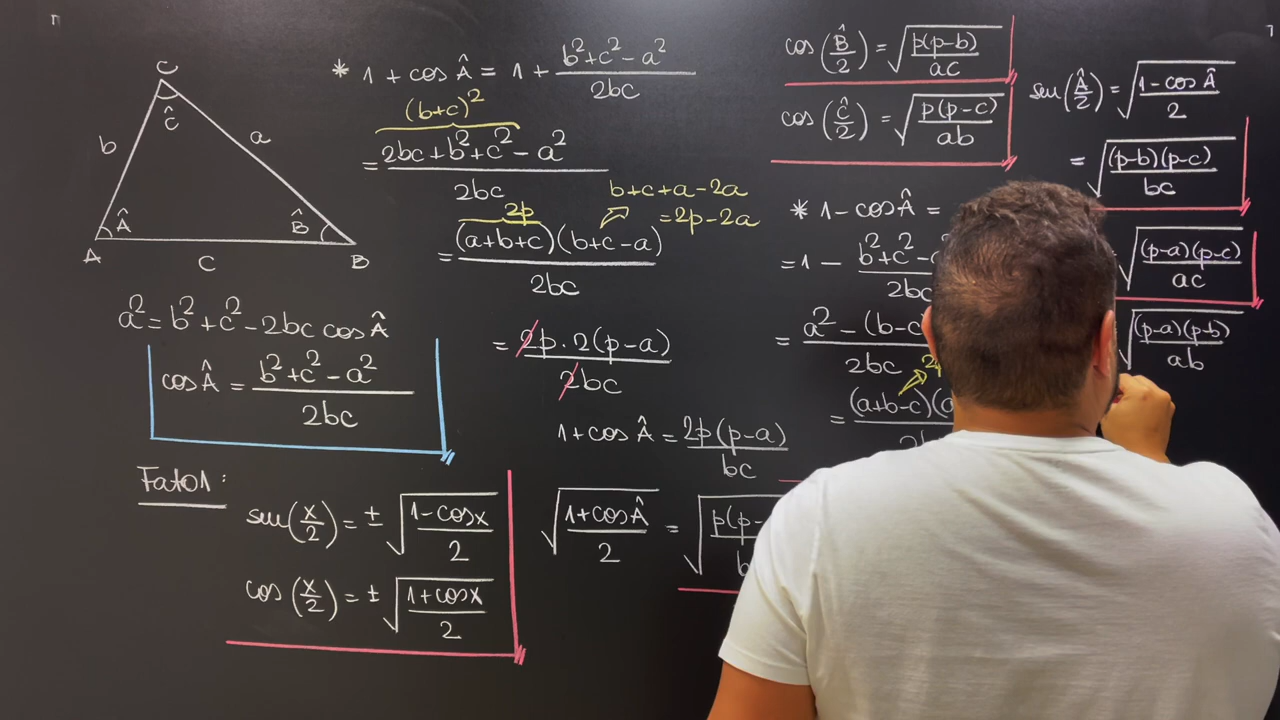 C
Ĉ
b
a
Â
B̂
A
c
B
a² = b² + c² - 2bc cos Â
cos Â = (b² + c² - a²)/2bc
Fato 1:
sen(x/2) = ± √((1 - cos x)/2)
cos(x/2) = ± √((1 + cos x)/2)
* 1 + cos Â = 1 + (b² + c² - a²)/2bc
(b+c)²
= (2bc + b² + c² - a²)/2bc
b+c+a-2a
= 2p-2a
2p
= (a+b+c)(b+c-a)/2bc
= 2p · 2(p-a)/2bc
1 + cos Â = 2p(p-a)/bc
√((1 + cos Â)/2) = √(p(p-
cos(B̂/2) = √(p(p-b)/ac)
cos(Ĉ/2) = √(p(p-c)/ab)
* 1 - cos Â =
= 1 - b² + c² -
2bc
= a² - (b-c
2bc
= (a+b-c)(a
sen(Â/2) = √((1 - cos Â)/2)
= √((p-b)(p-c)/bc)
√((p-a)(p-c)/ac)
√((p-a)(p-b)/ab)